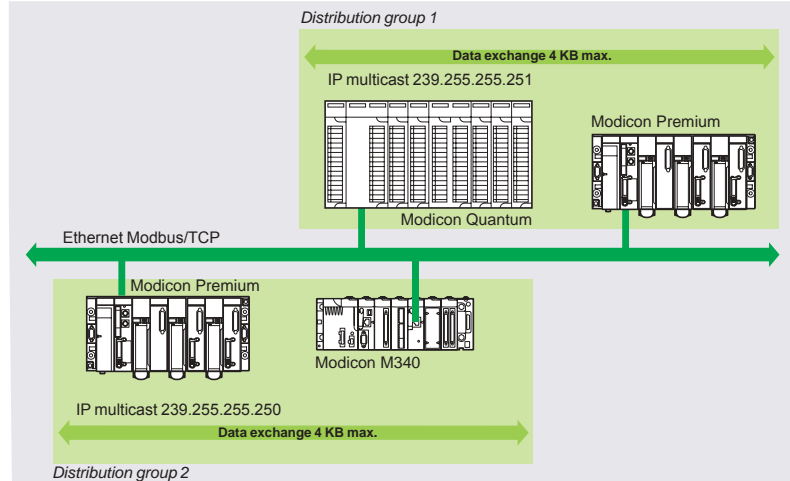 Distribution group 1
Data exchange 4 KB max.
IP multicast 239.255.255.251
Modicon Premium
Modicon Quantum
Ethernet Modbus/TCP
Modicon Premium
Modicon M340
IP multicast 239.255.255.250
Data exchange 4 KB max.
Distribution group 2